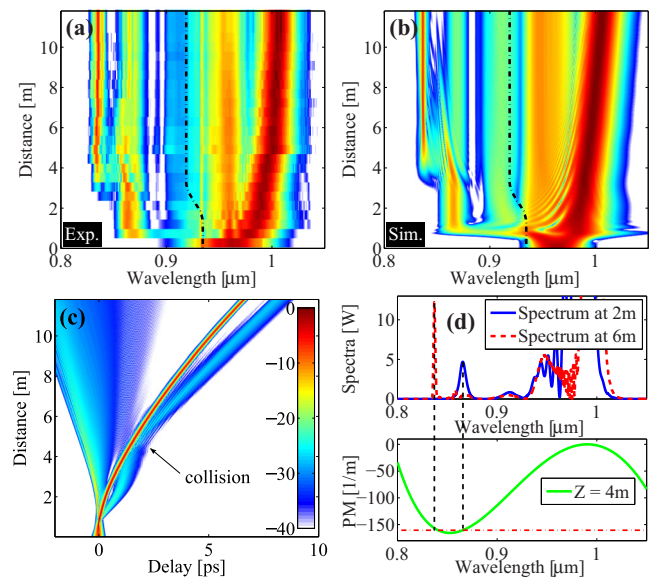 (a)
Distance [m]
10
8
6
4
2
0
Exp.
0.8
0.9
1
Wavelength [µm]
(b)
Distance [m]
10
8
6
4
2
0
Sim.
0.8
0.9
1
Wavelength [µm]
(c)
Distance [m]
10
8
6
4
2
0
5
10
Delay [ps]
collision
0
−10
−20
−30
−40
(d)
Spectra [W]
10
5
0
Spectrum at 2m
Spectrum at 6m
0.8
0.9
1
Wavelength [µm]
PM [1/m]
0
−50
−100
−150
Z = 4m
0.8
0.9
1
Wavelength [µm]